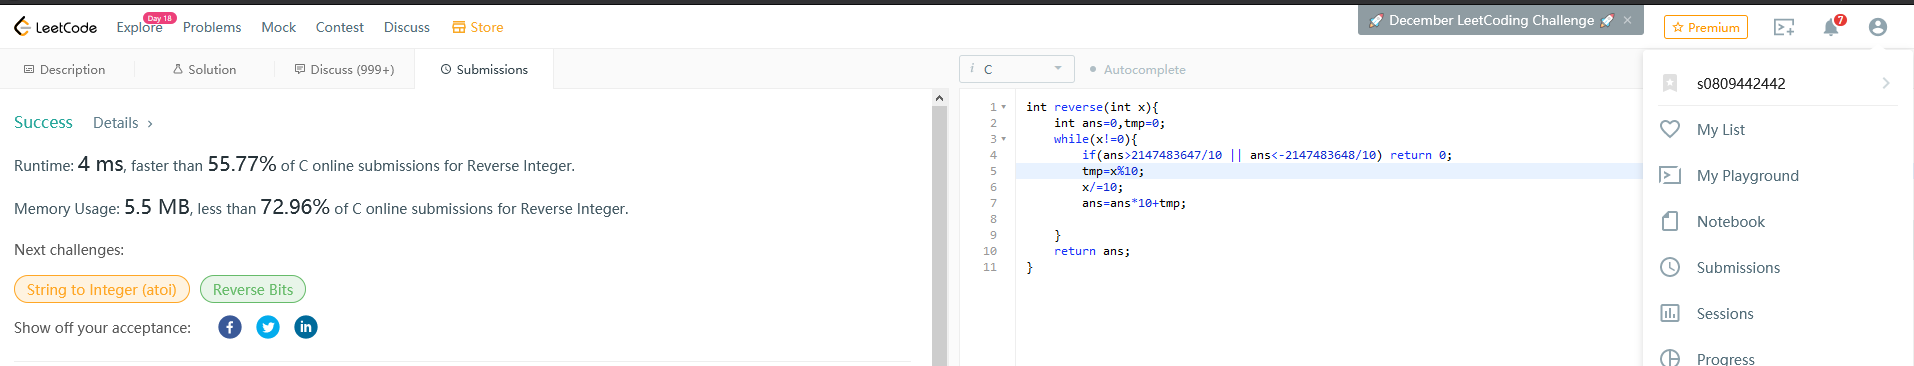 LeetCode Explore Day 18 Problems Mock Contest Discuss Store 🚀 December LeetCoding Challenge 🚀 × Premium 7
Description Solution Discuss (999+) Submissions
i C Autocomplete
Success Details ›
Runtime: 4 ms, faster than 55.77% of C online submissions for Reverse Integer.
Memory Usage: 5.5 MB, less than 72.96% of C online submissions for Reverse Integer.
Next challenges:
String to Integer (atoi) Reverse Bits
Show off your acceptance:
1 int reverse(int x){
2     int ans=0,tmp=0;
3     while(x!=0){
4         if(ans>2147483647/10 || ans<-2147483648/10) return 0;
5         tmp=x%10;
6         x/=10;
7         ans=ans*10+tmp;
8
9     }
10     return ans;
11 }
s0809442442
My List
My Playground
Notebook
Submissions
Sessions
Progress